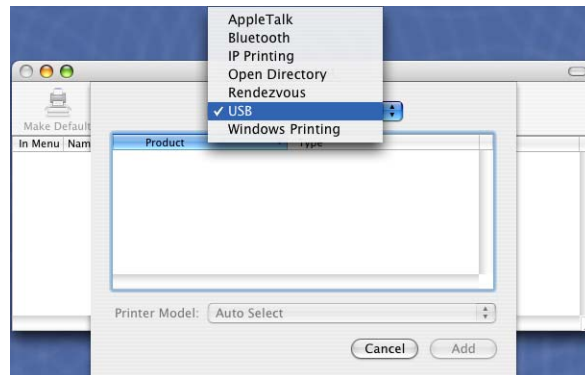 AppleTalk
Bluetooth
IP Printing
Open Directory
Rendezvous
✓ USB
Windows Printing
Make Default
In Menu Nam
Product Type
Printer Model: Auto Select
Cancel Add